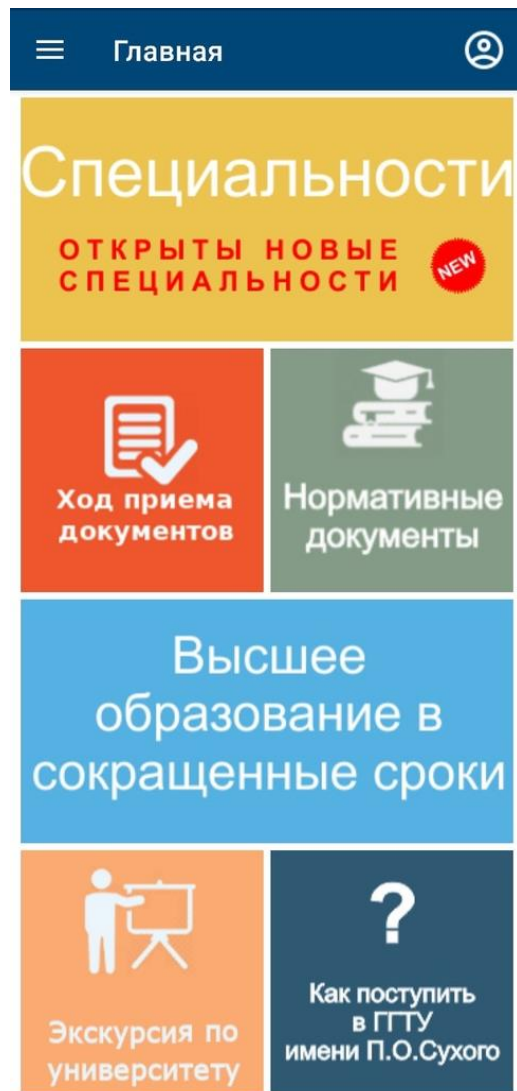 Главная
Специальности
ОТКРЫТЫ НОВЫЕ
СПЕЦИАЛЬНОСТИ
NEW
Ход приема
документов
Нормативные
документы
Высшее
образование в
сокращенные сроки
Экскурсия по
университету
?
Как поступить
в ГГТУ
имени П.О.Сухого